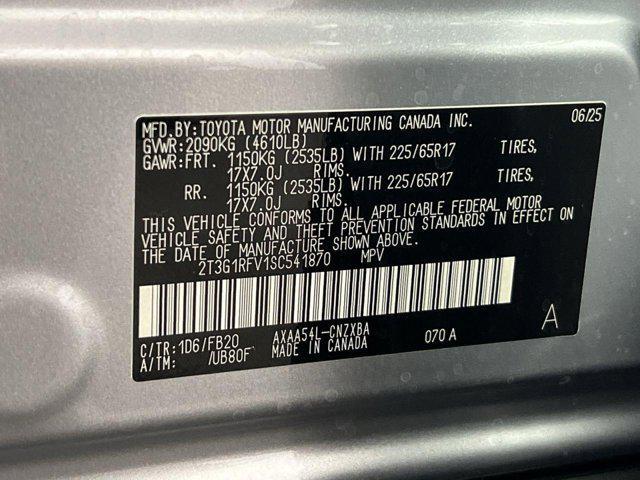 MFD.BY:TOYOTA MOTOR MANUFACTURING CANADA INC. 06/25
GVWR:2090KG (4610LB)
GAWR:FRT. 1150KG (2535LB) WITH 225/65R17 TIRES,
17X7.0J RIMS.
RR. 1150KG (2535LB) WITH 225/65R17 TIRES,
17X7.0J RIMS.
THIS VEHICLE CONFORMS TO ALL APPLICABLE FEDERAL MOTOR
VEHICLE SAFETY AND THEFT PREVENTION STANDARDS IN EFFECT ON
THE DATE OF MANUFACTURE SHOWN ABOVE.
2T3G1RFV1SC541870 MPV
C/TR:1D6/FB20 AXAA54L-CNZXBA 070 A A
A/TM: /UB80F MADE IN CANADA